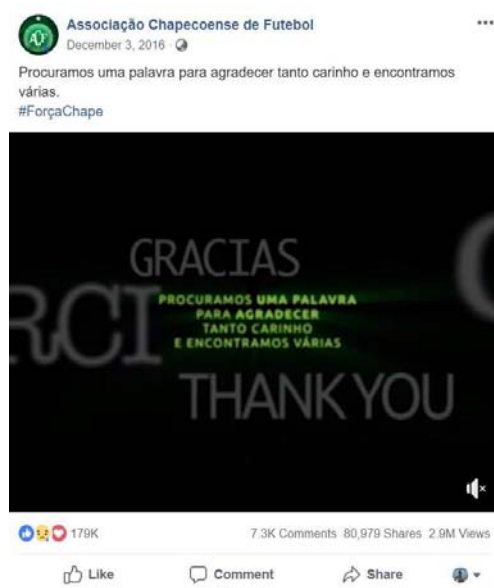 Associação Chapecoense de Futebol
December 3, 2016
Procuramos uma palavra para agradecer tanto carinho e encontramos
várias.
#ForçaChape
GRACIAS
RCI
PROCURAMOS UMA PALAVRA
PARA AGRADECER
TANTO CARINHO
E ENCONTRAMOS VÁRIAS
THANK YOU
179K
7.3K Comments 80,979 Shares 2.9M Views
Like Comment Share